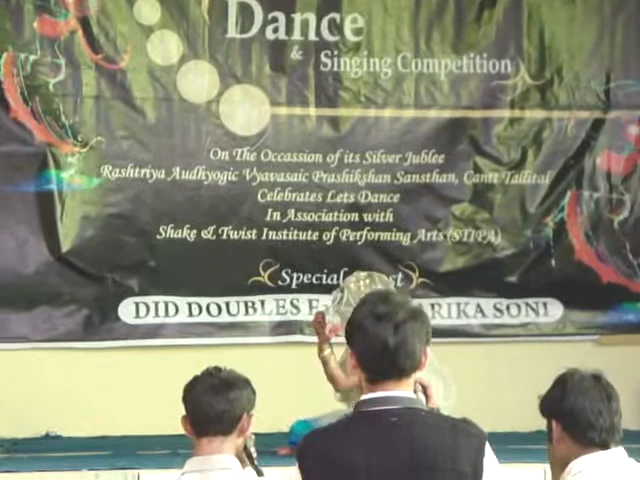 Dance
&
Singing Competition
On The Occassion of its Silver Jublee
Rashtriya Audhyogic Vyavasaic Prashikshan Sansthan, Cantt Tallital
Celebrates Lets Dance
In Association with
Shake & Twist Institute of Performing Arts (STIPA)
Special
DID DOUBLES RIKA SONI